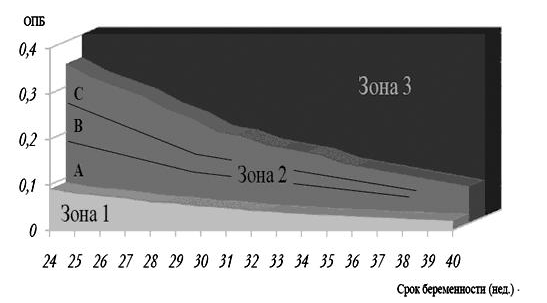 ОПБ
0,4
0,3
0,2
0,1
0
C
B
A
Зона 3
Зона 2
Зона 1
24 25 26 27 28 29 30 31 32 33 34 35 36 37 38 39 40
Срок беременности (нед.)